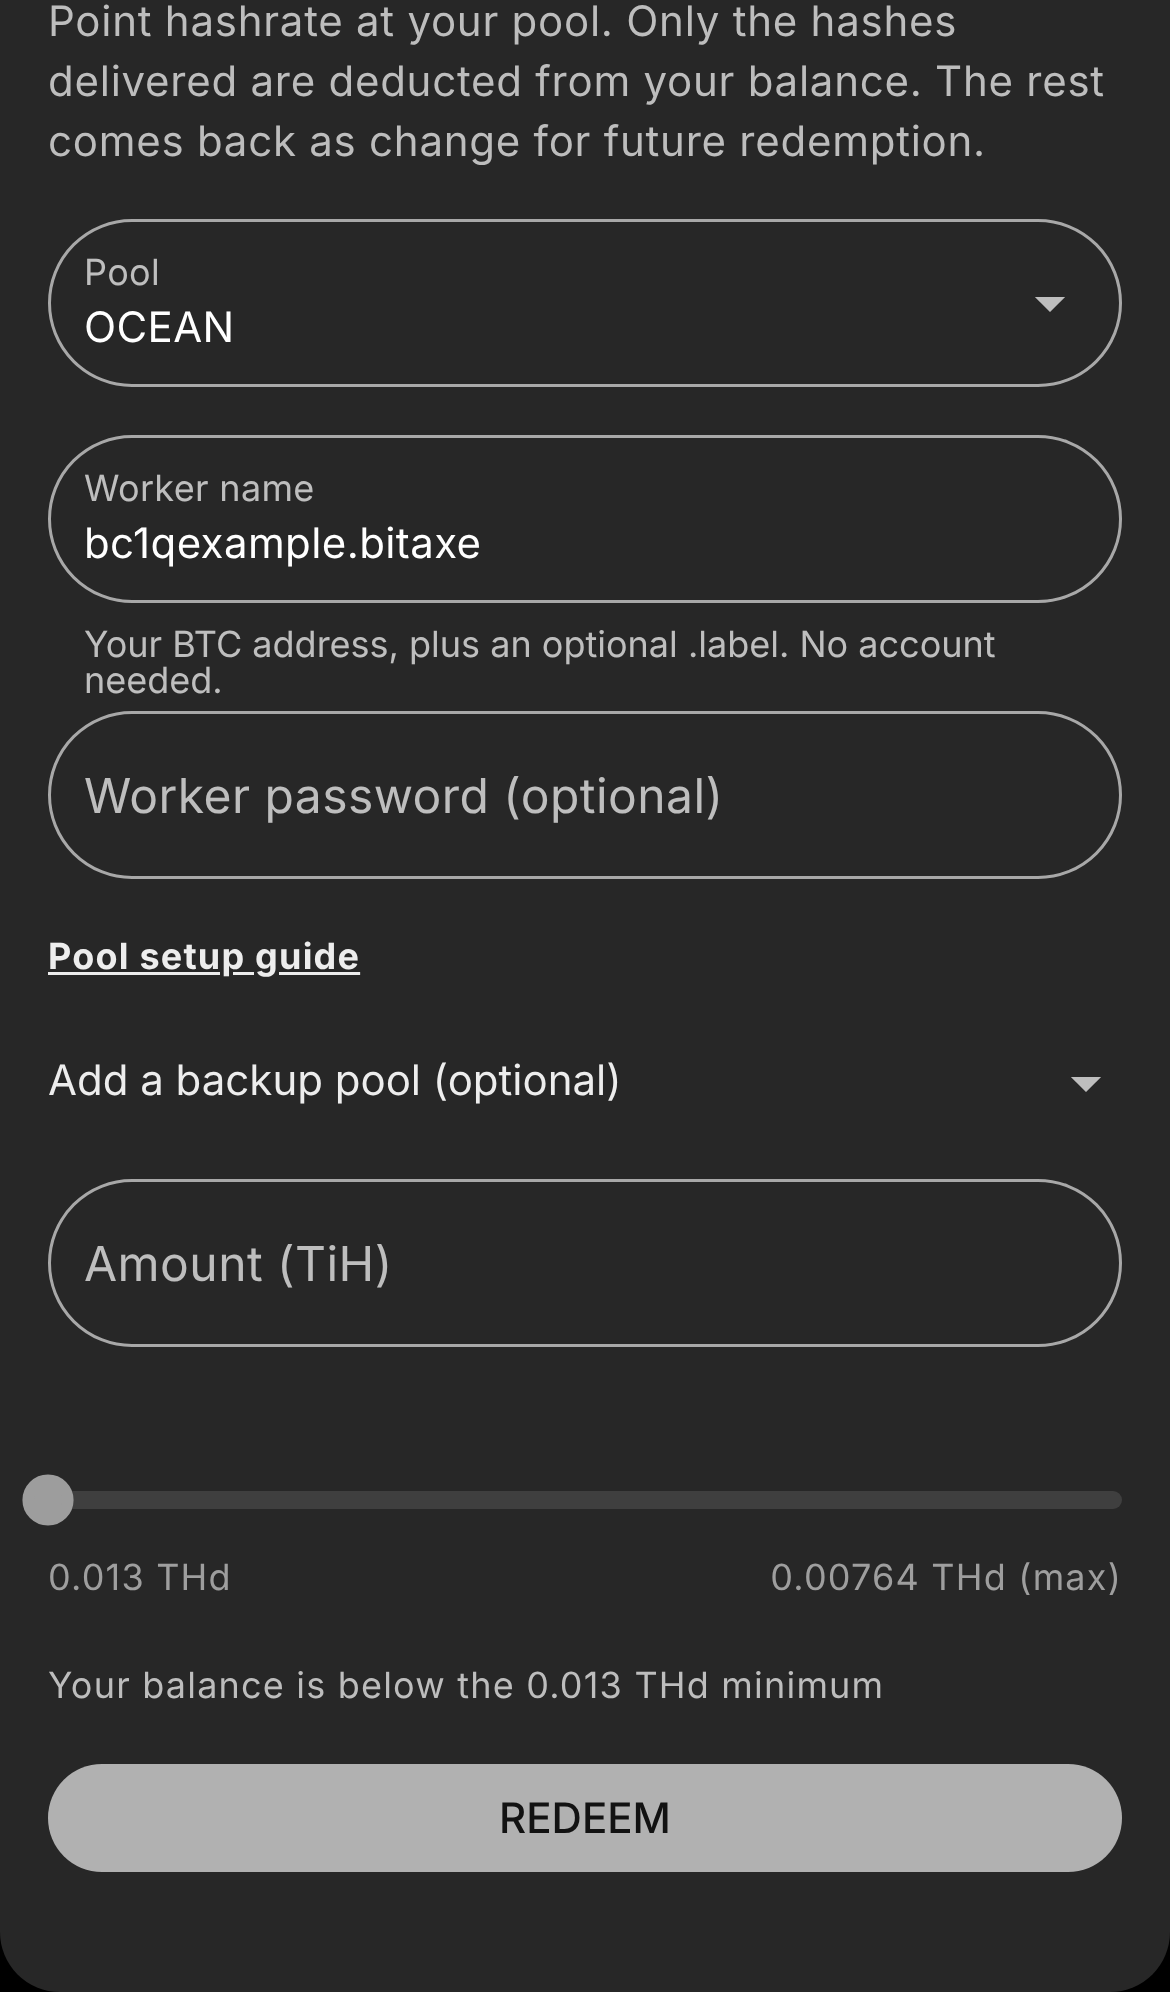 Point hashrate at your pool. Only the hashes
delivered are deducted from your balance. The rest
comes back as change for future redemption.
Pool
OCEAN
Worker name
bc1qexample.bitaxe
Your BTC address, plus an optional .label. No account
needed.
Worker password (optional)
Pool setup guide
Add a backup pool (optional)
Amount (TiH)
0.013 THd
0.00764 THd (max)
Your balance is below the 0.013 THd minimum
REDEEM